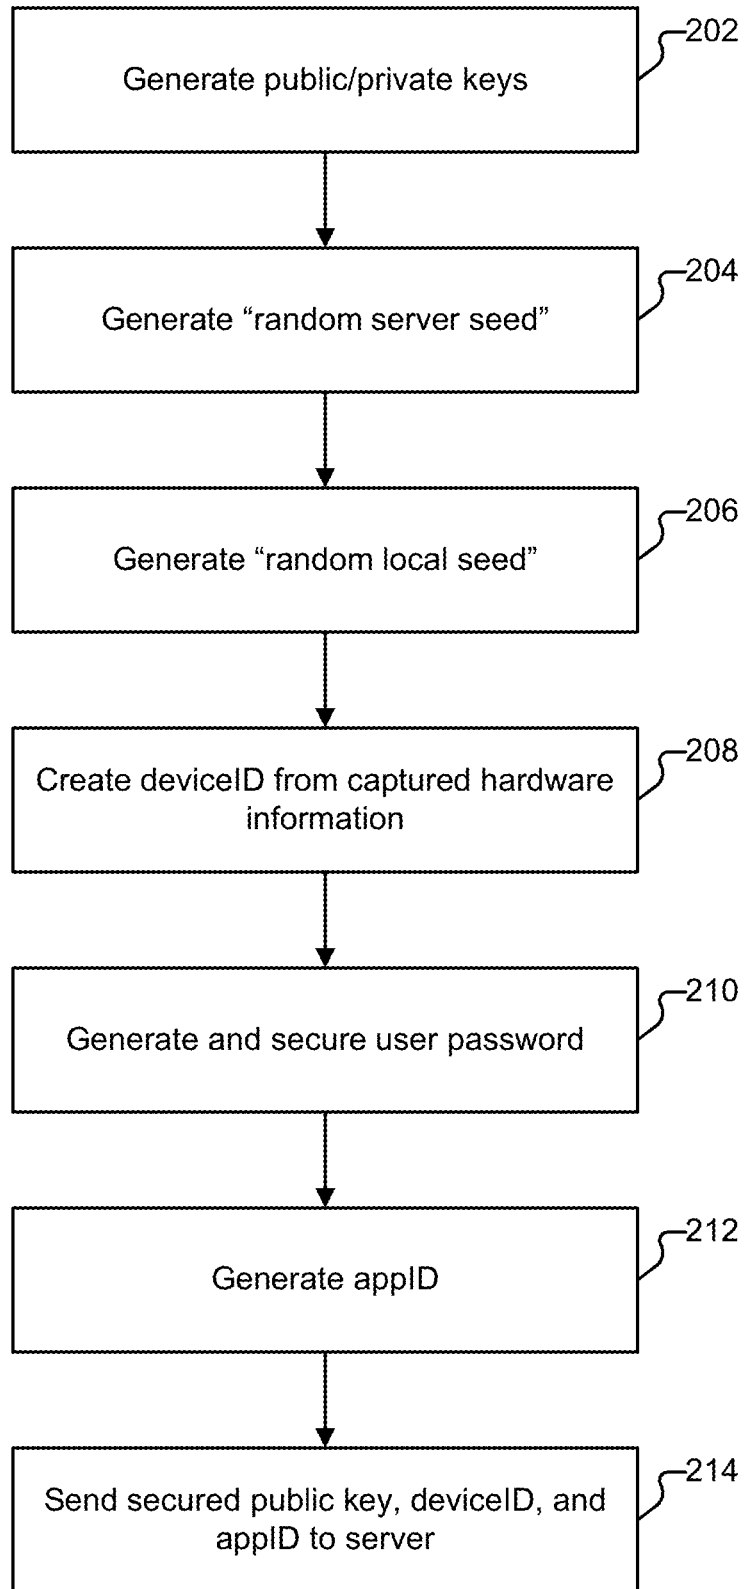 202
Generate public/private keys
204
Generate “random server seed”
206
Generate “random local seed”
208
Create deviceID from captured hardware
information
210
Generate and secure user password
212
Generate appID
214
Send secured public key, deviceID, and
appID to server